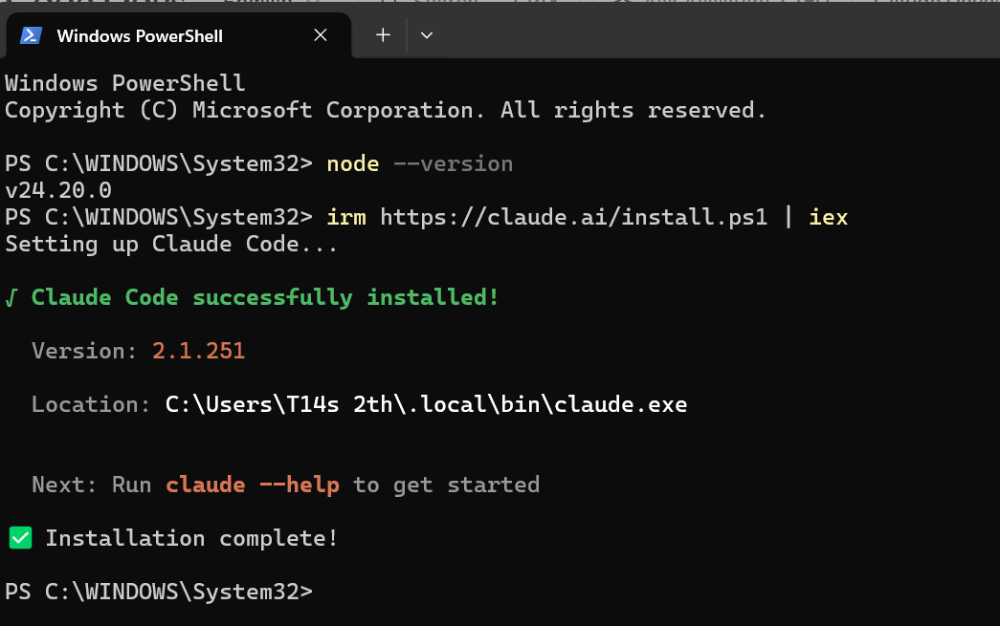 Windows PowerShell
Windows PowerShell
Copyright (C) Microsoft Corporation. All rights reserved.
PS C:\WINDOWS\System32> node --version
v24.20.0
PS C:\WINDOWS\System32> irm https://claude.ai/install.ps1 | iex
Setting up Claude Code...
√ Claude Code successfully installed!
Version: 2.1.251
Location: C:\Users\T14s 2th\.local\bin\claude.exe
Next: Run claude --help to get started
✅ Installation complete!
PS C:\WINDOWS\System32>